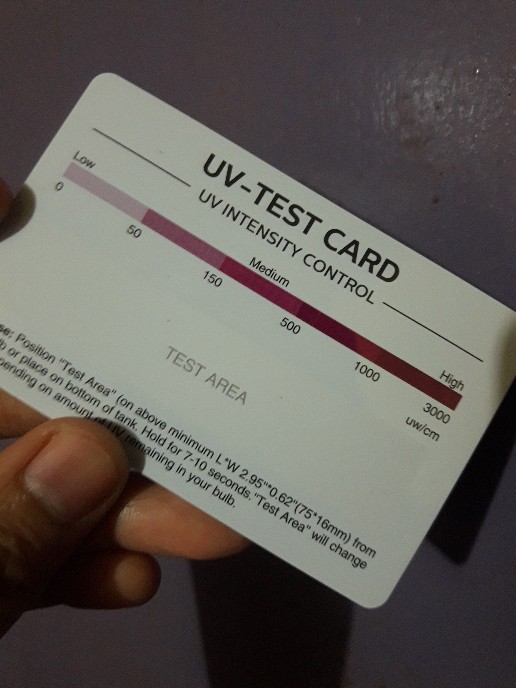 UV-TEST CARD
UV INTENSITY CONTROL
Low
Medium
High
0
50
150
500
1000
3000
uw/cm
TEST AREA
Position "Test Area" (on above minimum L*W 2.95"*0.62"(75*16mm) from
or place on bottom of tank. Hold for 7-10 seconds. "Test Area" will change
on amount of UV remaining in your bulb.